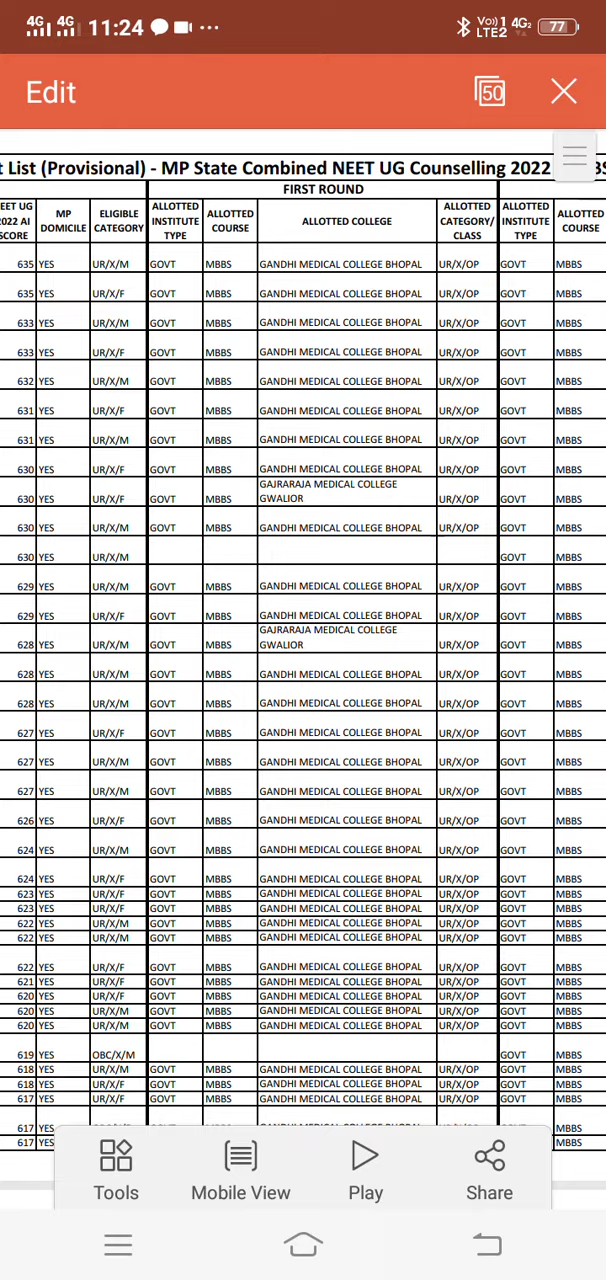 4G 4G 11:24 Vo)) 1 4G2 LTE2 77
Edit 50
t List (Provisional) - MP State Combined NEET UG Counselling 2022
FIRST ROUND
EET UG 2022 AI SCORE MP DOMICILE ELIGIBLE CATEGORY ALLOTTED INSTITUTE TYPE ALLOTTED COURSE ALLOTTED COLLEGE ALLOTTED CATEGORY/ CLASS ALLOTTED INSTITUTE TYPE ALLOTTED COURSE
635 YES UR/X/M GOVT MBBS GANDHI MEDICAL COLLEGE BHOPAL UR/X/OP GOVT MBBS
635 YES UR/X/F GOVT MBBS GANDHI MEDICAL COLLEGE BHOPAL UR/X/OP GOVT MBBS
633 YES UR/X/M GOVT MBBS GANDHI MEDICAL COLLEGE BHOPAL UR/X/OP GOVT MBBS
633 YES UR/X/F GOVT MBBS GANDHI MEDICAL COLLEGE BHOPAL UR/X/OP GOVT MBBS
632 YES UR/X/M GOVT MBBS GANDHI MEDICAL COLLEGE BHOPAL UR/X/OP GOVT MBBS
631 YES UR/X/F GOVT MBBS GANDHI MEDICAL COLLEGE BHOPAL UR/X/OP GOVT MBBS
631 YES UR/X/M GOVT MBBS GANDHI MEDICAL COLLEGE BHOPAL UR/X/OP GOVT MBBS
630 YES UR/X/F GOVT MBBS GANDHI MEDICAL COLLEGE BHOPAL UR/X/OP GOVT MBBS
630 YES UR/X/F GOVT MBBS GAJRARAJA MEDICAL COLLEGE GWALIOR UR/X/OP GOVT MBBS
630 YES UR/X/M GOVT MBBS GANDHI MEDICAL COLLEGE BHOPAL UR/X/OP GOVT MBBS
630 YES UR/X/M GOVT MBBS
629 YES UR/X/M GOVT MBBS GANDHI MEDICAL COLLEGE BHOPAL UR/X/OP GOVT MBBS
629 YES UR/X/F GOVT MBBS GANDHI MEDICAL COLLEGE BHOPAL UR/X/OP GOVT MBBS
628 YES UR/X/M GOVT MBBS GAJRARAJA MEDICAL COLLEGE GWALIOR UR/X/OP GOVT MBBS
628 YES UR/X/M GOVT MBBS GANDHI MEDICAL COLLEGE BHOPAL UR/X/OP GOVT MBBS
628 YES UR/X/M GOVT MBBS GANDHI MEDICAL COLLEGE BHOPAL UR/X/OP GOVT MBBS
627 YES UR/X/F GOVT MBBS GANDHI MEDICAL COLLEGE BHOPAL UR/X/OP GOVT MBBS
627 YES UR/X/M GOVT MBBS GANDHI MEDICAL COLLEGE BHOPAL UR/X/OP GOVT MBBS
627 YES UR/X/M GOVT MBBS GANDHI MEDICAL COLLEGE BHOPAL UR/X/OP GOVT MBBS
626 YES UR/X/F GOVT MBBS GANDHI MEDICAL COLLEGE BHOPAL UR/X/OP GOVT MBBS
624 YES UR/X/M GOVT MBBS GANDHI MEDICAL COLLEGE BHOPAL UR/X/OP GOVT MBBS
624 YES UR/X/F GOVT MBBS GANDHI MEDICAL COLLEGE BHOPAL UR/X/OP GOVT MBBS
623 YES UR/X/F GOVT MBBS GANDHI MEDICAL COLLEGE BHOPAL UR/X/OP GOVT MBBS
623 YES UR/X/F GOVT MBBS GANDHI MEDICAL COLLEGE BHOPAL UR/X/OP GOVT MBBS
622 YES UR/X/M GOVT MBBS GANDHI MEDICAL COLLEGE BHOPAL UR/X/OP GOVT MBBS
622 YES UR/X/M GOVT MBBS GANDHI MEDICAL COLLEGE BHOPAL UR/X/OP GOVT MBBS
622 YES UR/X/F GOVT MBBS GANDHI MEDICAL COLLEGE BHOPAL UR/X/OP GOVT MBBS
621 YES UR/X/F GOVT MBBS GANDHI MEDICAL COLLEGE BHOPAL UR/X/OP GOVT MBBS
620 YES UR/X/F GOVT MBBS GANDHI MEDICAL COLLEGE BHOPAL UR/X/OP GOVT MBBS
620 YES UR/X/M GOVT MBBS GANDHI MEDICAL COLLEGE BHOPAL UR/X/OP GOVT MBBS
620 YES UR/X/M GOVT MBBS GANDHI MEDICAL COLLEGE BHOPAL UR/X/OP GOVT MBBS
619 YES OBC/X/M GOVT MBBS
618 YES UR/X/M GOVT MBBS GANDHI MEDICAL COLLEGE BHOPAL UR/X/OP GOVT MBBS
618 YES UR/X/F GOVT MBBS GANDHI MEDICAL COLLEGE BHOPAL UR/X/OP GOVT MBBS
617 YES UR/X/F GOVT MBBS GANDHI MEDICAL COLLEGE BHOPAL UR/X/OP GOVT MBBS
617 YES MBBS
617 YES MBBS
Tools Mobile View Play Share